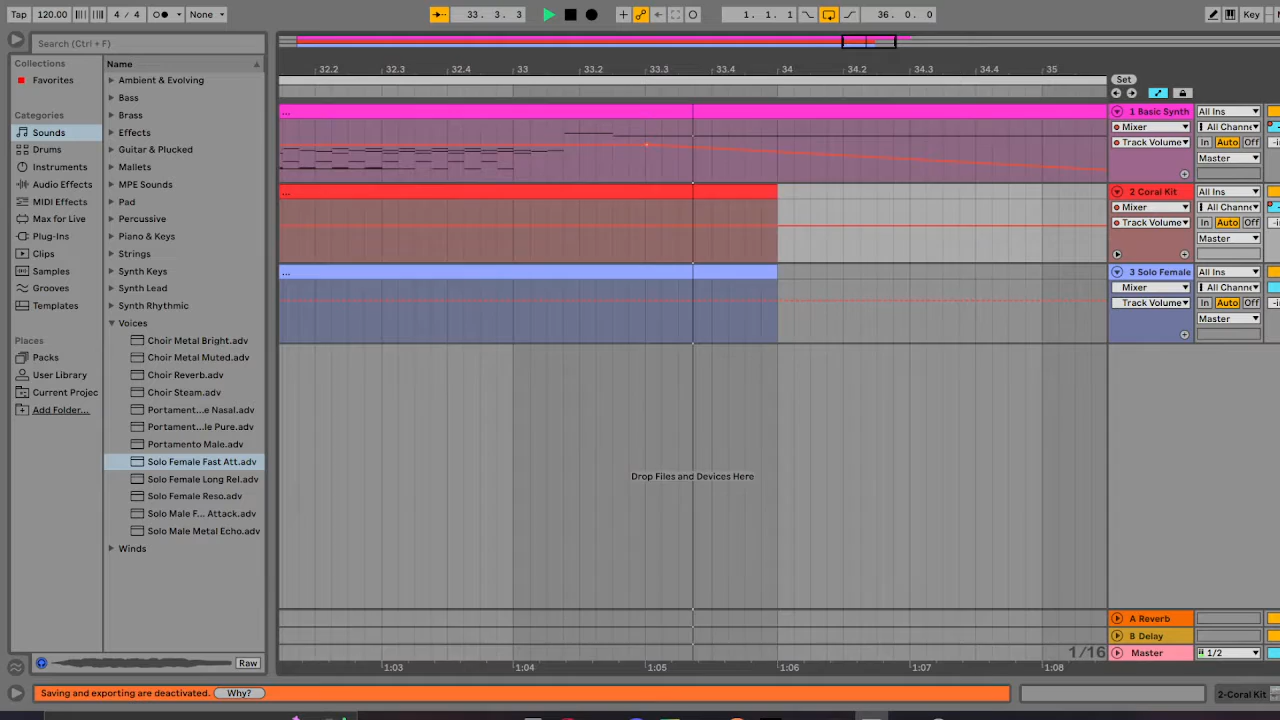 Tap 120.00 4 / 4 None 33. 3. 3 1. 1. 1 36. 0. 0 Key
Search (Ctrl + F)
Collections
Favorites
Categories
Sounds
Drums
Instruments
Audio Effects
MIDI Effects
Max for Live
Plug-Ins
Clips
Samples
Grooves
Templates
Places
Packs
User Library
Current Projec
Add Folder...
Raw
Name
Ambient & Evolving
Bass
Brass
Effects
Guitar & Plucked
Mallets
MPE Sounds
Pad
Percussive
Piano & Keys
Strings
Synth Keys
Synth Lead
Synth Rhythmic
Voices
Choir Metal Bright.adv
Choir Metal Muted.adv
Choir Reverb.adv
Choir Steam.adv
Portament...e Nasal.adv
Portament...le Pure.adv
Portamento Male.adv
Solo Female Fast Att.adv
Solo Female Long Rel.adv
Solo Female Reso.adv
Solo Male F... Attack.adv
Solo Male Metal Echo.adv
Winds
32.2 32.3 32.4 33 33.2 33.3 33.4 34 34.2 34.3 34.4 35
Set
...
...
...
Drop Files and Devices Here
1 Basic Synth All Ins
Mixer All Channe
Track Volume In Auto Off
Master
2 Coral Kit All Ins
Mixer All Channe
Track Volume In Auto Off
Master
3 Solo Female All Ins
Mixer All Channe
Track Volume In Auto Off
Master
A Reverb
B Delay
Master 1/2
1/16
1:03 1:04 1:05 1:06 1:07 1:08
Saving and exporting are deactivated. Why?
2-Coral Kit